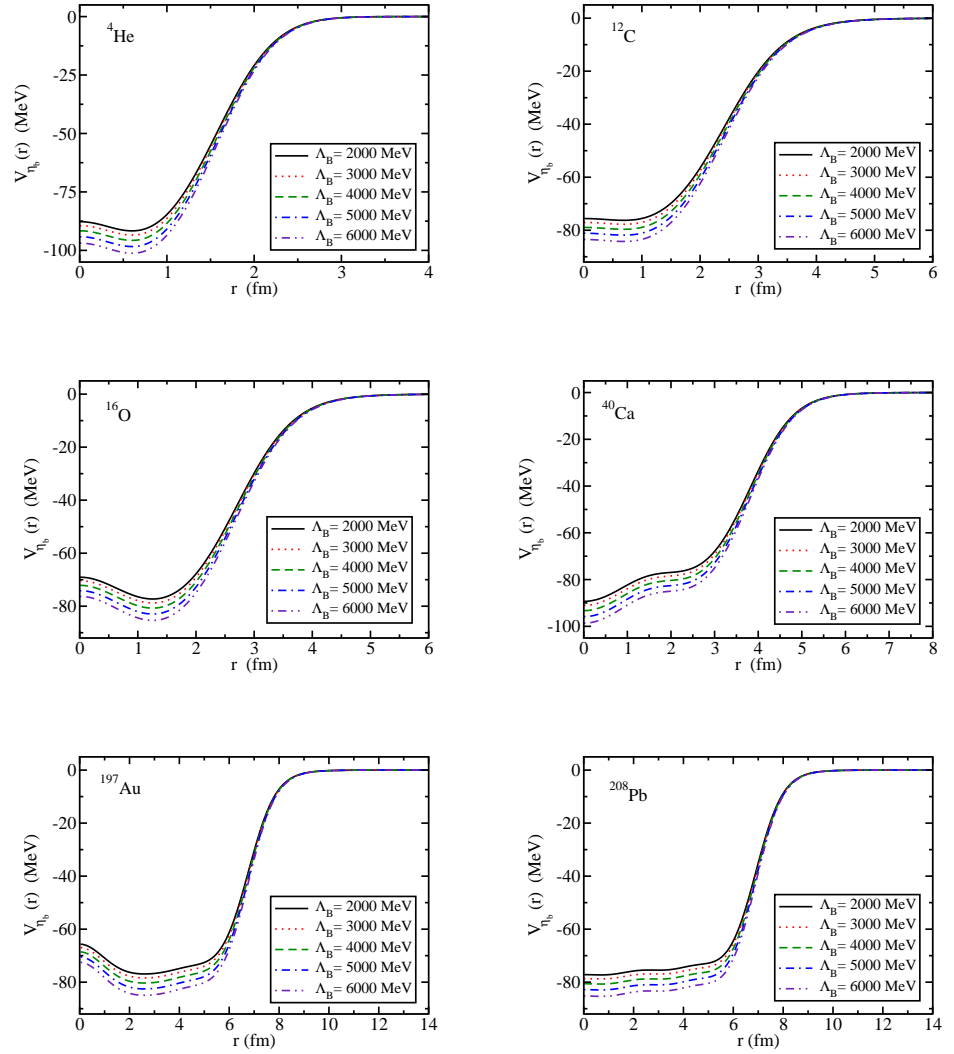 ⁴He
0
-25
-50
-75
-100
V_{η_b} (r) (MeV)
Λ_B = 2000 MeV
Λ_B = 3000 MeV
Λ_B = 4000 MeV
Λ_B = 5000 MeV
Λ_B = 6000 MeV
0 1 2 3 4
r (fm)
¹²C
0
-20
-40
-60
-80
V_{η_b} (r) (MeV)
Λ_B = 2000 MeV
Λ_B = 3000 MeV
Λ_B = 4000 MeV
Λ_B = 5000 MeV
Λ_B = 6000 MeV
0 1 2 3 4 5 6
r (fm)
¹⁶O
0
-20
-40
-60
-80
V_{η_b} (r) (MeV)
Λ_B = 2000 MeV
Λ_B = 3000 MeV
Λ_B = 4000 MeV
Λ_B = 5000 MeV
Λ_B = 6000 MeV
0 1 2 3 4 5 6
r (fm)
⁴⁰Ca
0
-20
-40
-60
-80
-100
V_{η_b} (r) (MeV)
Λ_B = 2000 MeV
Λ_B = 3000 MeV
Λ_B = 4000 MeV
Λ_B = 5000 MeV
Λ_B = 6000 MeV
0 1 2 3 4 5 6 7 8
r (fm)
¹⁹⁷Au
0
-20
-40
-60
-80
V_{η_b} (r) (MeV)
Λ_B = 2000 MeV
Λ_B = 3000 MeV
Λ_B = 4000 MeV
Λ_B = 5000 MeV
Λ_B = 6000 MeV
0 2 4 6 8 10 12 14
r (fm)
²⁰⁸Pb
0
-20
-40
-60
-80
V_{η_b} (r) (MeV)
Λ_B = 2000 MeV
Λ_B = 3000 MeV
Λ_B = 4000 MeV
Λ_B = 5000 MeV
Λ_B = 6000 MeV
0 2 4 6 8 10 12 14
r (fm)